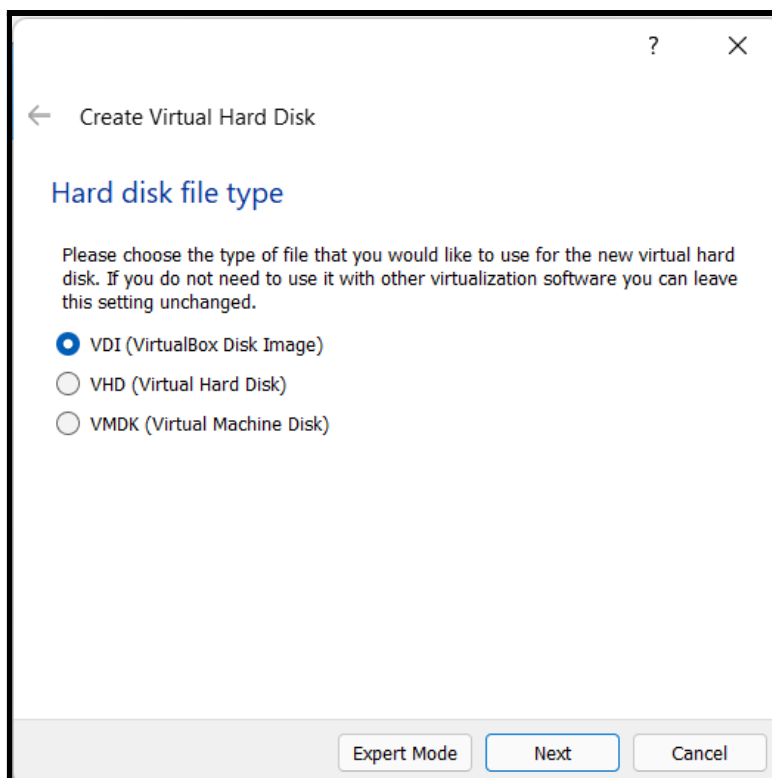 ?
Create Virtual Hard Disk
Hard disk file type
Please choose the type of file that you would like to use for the new virtual hard
disk. If you do not need to use it with other virtualization software you can leave
this setting unchanged.
VDI (VirtualBox Disk Image)
VHD (Virtual Hard Disk)
VMDK (Virtual Machine Disk)
Expert Mode Next Cancel